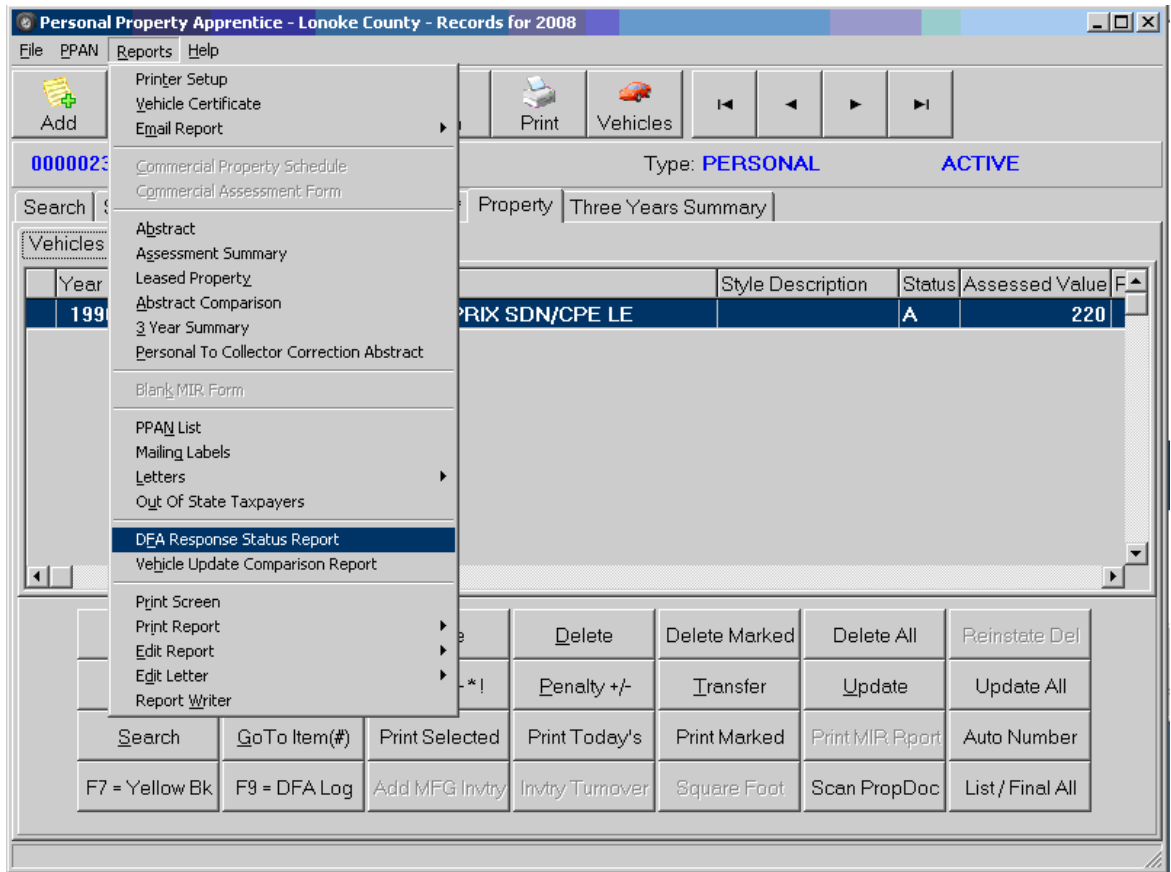 Personal Property Apprentice - Lonoke County - Records for 2008
File PPAN Reports Help
Add Print Vehicles
Printer Setup
Vehicle Certificate
Email Report
Commercial Property Schedule
Commercial Assessment Form
Abstract
Assessment Summary
Leased Property
Abstract Comparison
3 Year Summary
Personal To Collector Correction Abstract
Blank MIR Form
PPAN List
Mailing Labels
Letters
Out Of State Taxpayers
DFA Response Status Report
Vehicle Update Comparison Report
Print Screen
Print Report
Edit Report
Edit Letter
Report Writer
Type: PERSONAL ACTIVE
Search Property Three Years Summary
Vehicles
Year Style Description Status Assessed Value
PRIX SDN/CPE LE A 220
Delete Delete Marked Delete All Reinstate Del
-*! Penalty +/- Transfer Update Update All
Search GoTo Item(#) Print Selected Print Today's Print Marked Print MIR Rport Auto Number
F7 = Yellow Bk F9 = DFA Log Add MFG Invtry Invtry Turnover Square Foot Scan PropDoc List / Final All